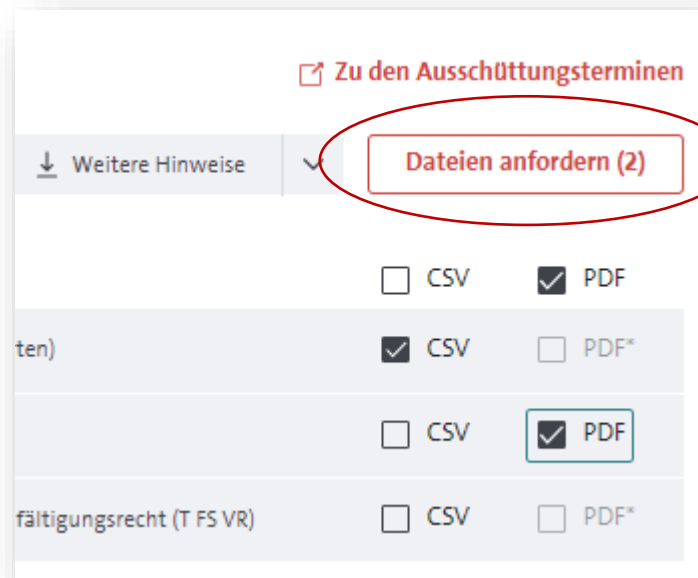 Zu den Ausschüttungsterminen
Weitere Hinweise Dateien anfordern (2)
CSV PDF
ten) CSV PDF*
CSV PDF
fältigungsrecht (T FS VR) CSV PDF*